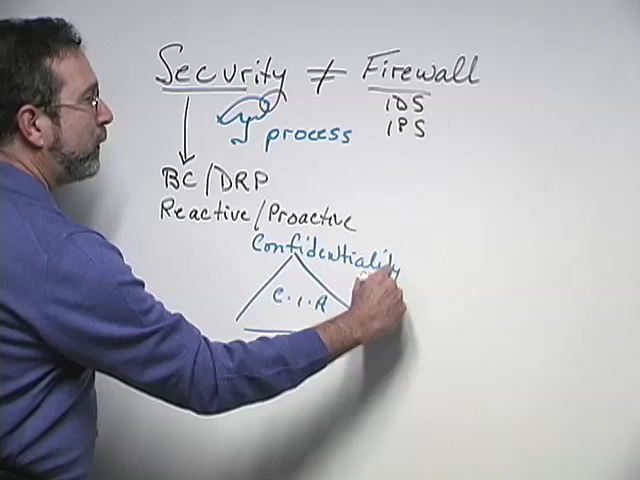 Security ≠ Firewall
IDS
IPS
process
BC/DRP
Reactive/Proactive
Confidentiality
C.I.A